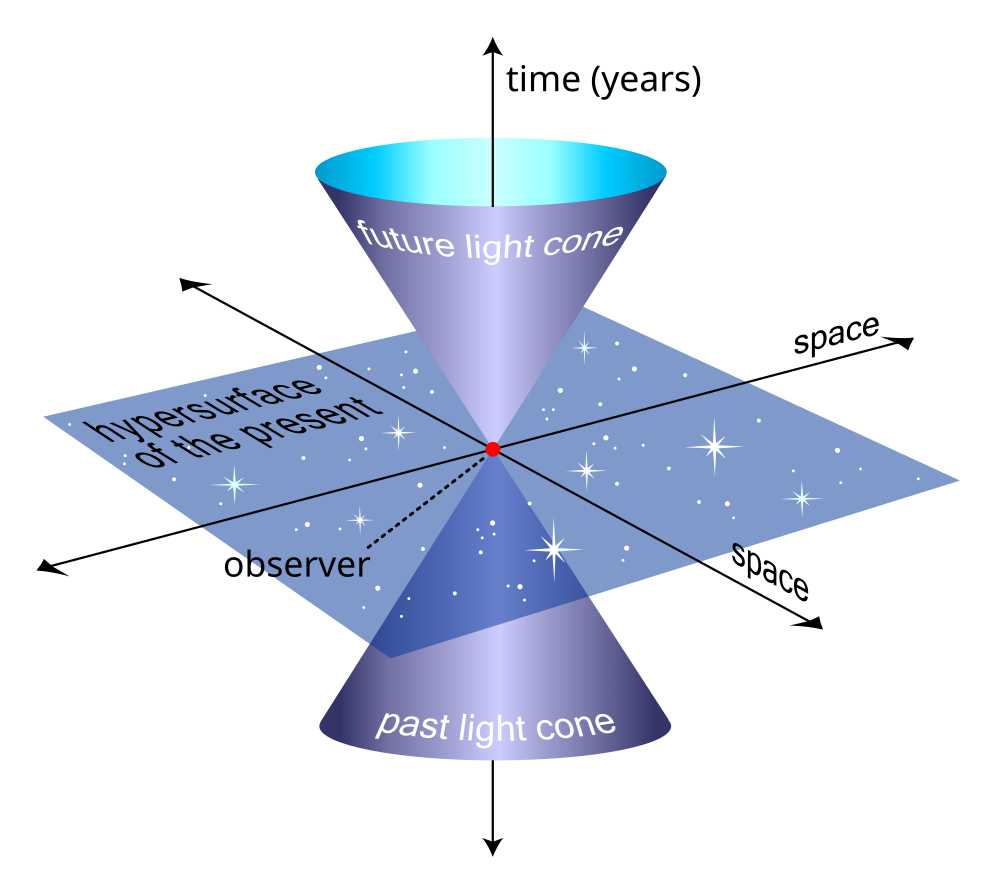 time (years)
future light cone
space
hypersurface
of the present
observer
space
past light cone